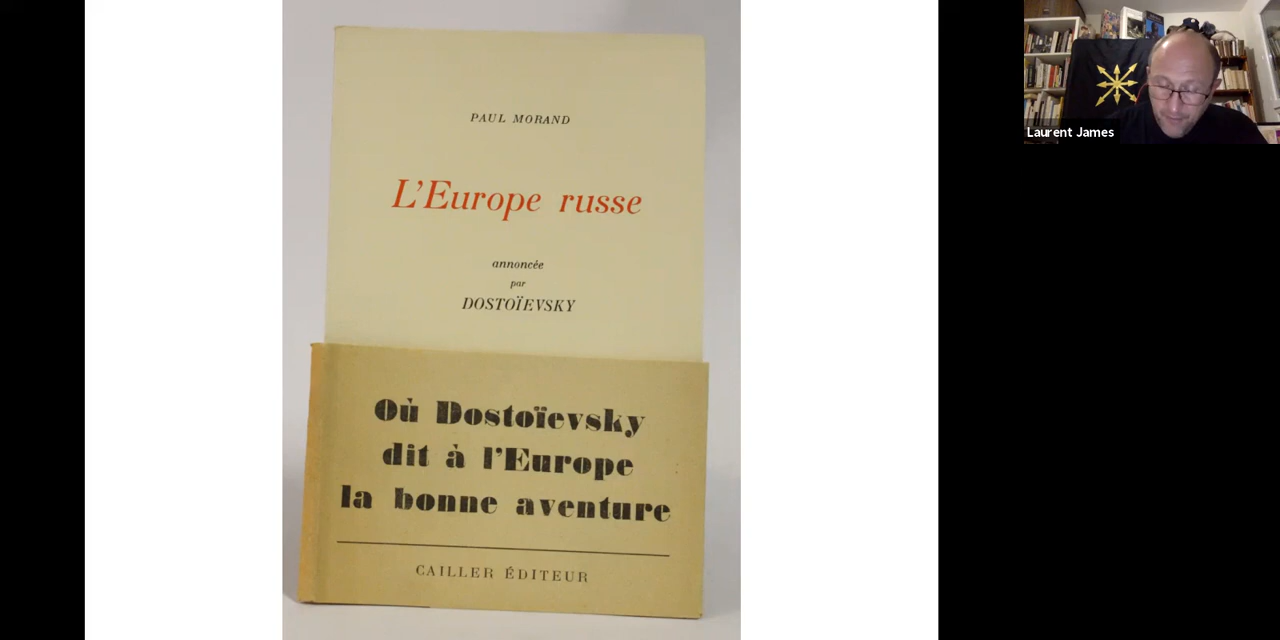 PAUL MORAND
L'Europe russe
annoncée
par
DOSTOÏEVSKY
Où Dostoïevsky
dit à l'Europe
la bonne aventure
CAILLER ÉDITEUR
Laurent James